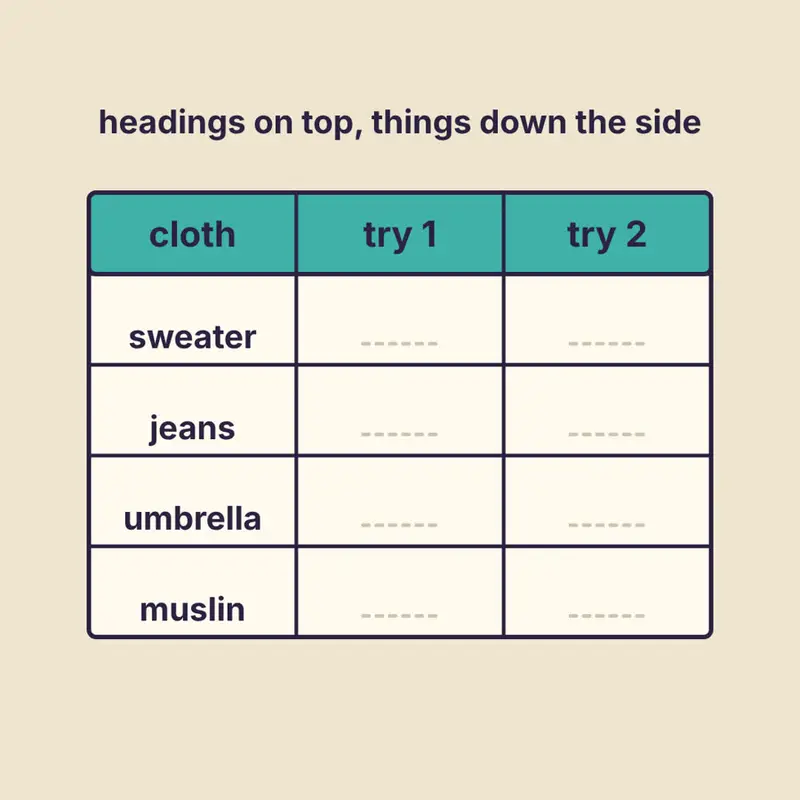 headings on top, things down the side
cloth try 1 try 2
sweater ------ ------
jeans ------ ------
umbrella ------ ------
muslin ------ ------